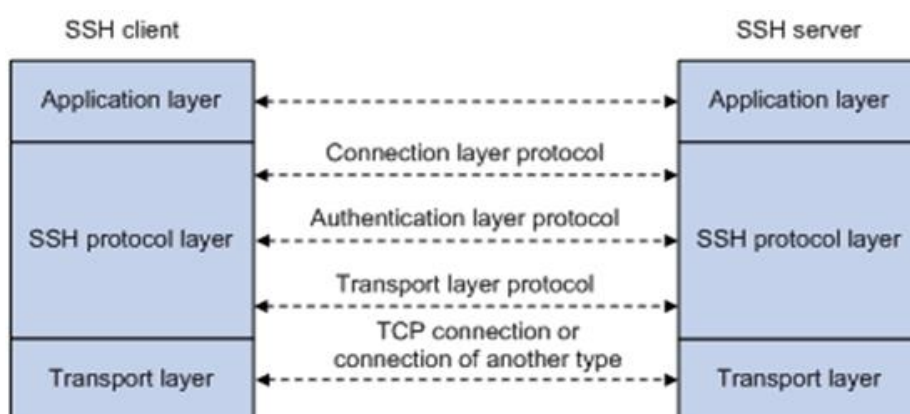 SSH client SSH server
Application layer Application layer
Connection layer protocol
Authentication layer protocol
SSH protocol layer SSH protocol layer
Transport layer protocol
TCP connection or
connection of another type
Transport layer Transport layer